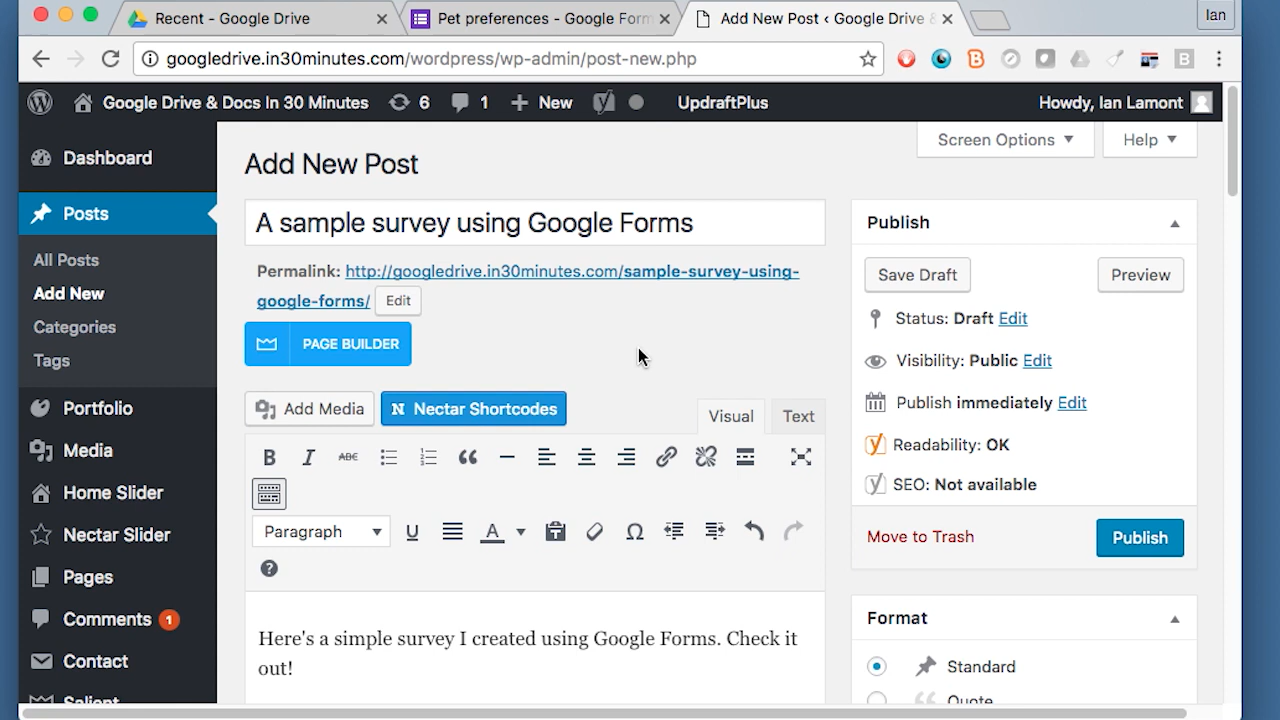 Recent - Google Drive
Pet preferences - Google Form
Add New Post ‹ Google Drive &
Ian
googledrive.in30minutes.com/wordpress/wp-admin/post-new.php
Google Drive & Docs In 30 Minutes
6
1
New
UpdraftPlus
Howdy, Ian Lamont
Dashboard
Posts
All Posts
Add New
Categories
Tags
Portfolio
Media
Home Slider
Nectar Slider
Pages
Comments 1
Contact
Salient
Screen Options
Help
Add New Post
A sample survey using Google Forms
Permalink: http://googledrive.in30minutes.com/sample-survey-using-
google-forms/ Edit
PAGE BUILDER
Add Media
N Nectar Shortcodes
Visual
Text
B I ABC
Paragraph
U A Ω
Here's a simple survey I created using Google Forms. Check it
out!
Publish
Save Draft
Preview
Status: Draft Edit
Visibility: Public Edit
Publish immediately Edit
Readability: OK
SEO: Not available
Move to Trash
Publish
Format
Standard
Quote